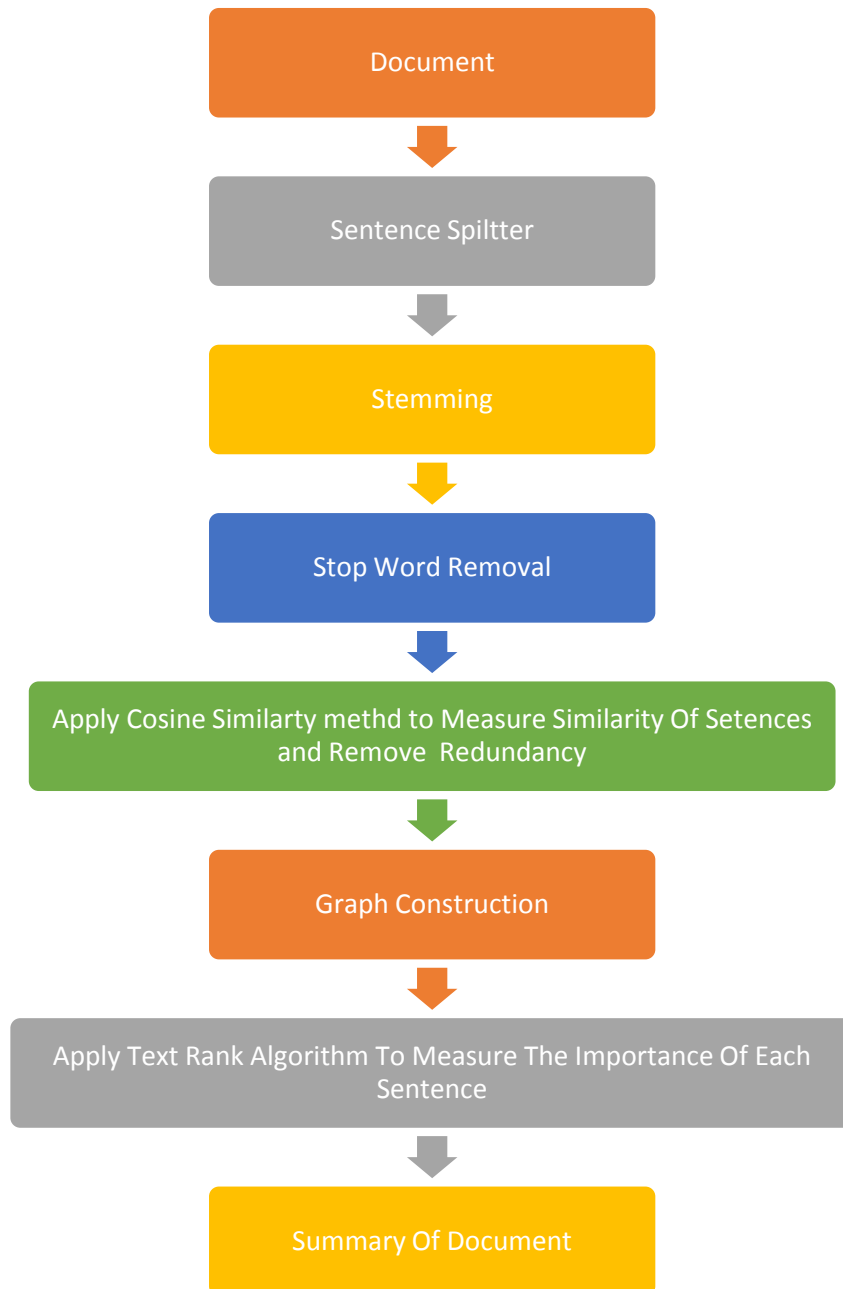 Document
Sentence Spiltter
Stemming
Stop Word Removal
Apply Cosine Similarty methd to Measure Similarity Of Setences
and Remove Redundancy
Graph Construction
Apply Text Rank Algorithm To Measure The Importance Of Each
Sentence
Summary Of Document